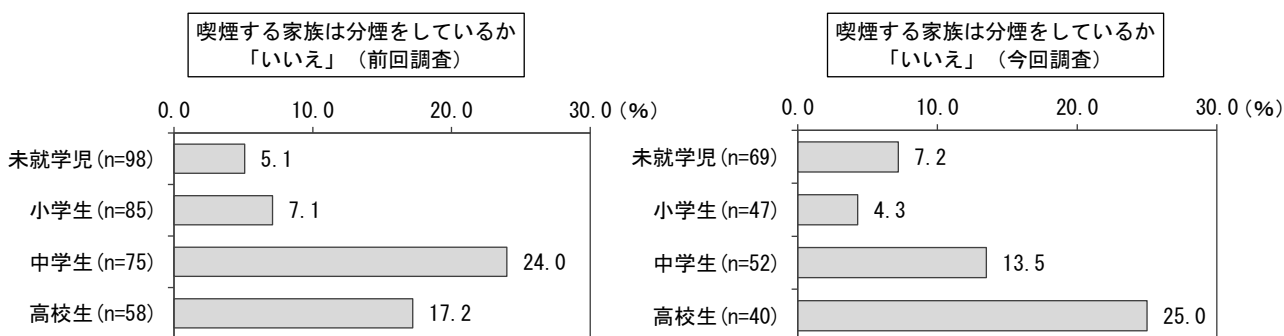 喫煙する家族は分煙をしているか
「いいえ」（前回調査）
0.0 10.0 20.0 30.0 (%)
未就学児(n=98) 5.1
小学生(n=85) 7.1
中学生(n=75) 24.0
高校生(n=58) 17.2
喫煙する家族は分煙をしているか
「いいえ」（今回調査）
0.0 10.0 20.0 30.0 (%)
未就学児(n=69) 7.2
小学生(n=47) 4.3
中学生(n=52) 13.5
高校生(n=40) 25.0